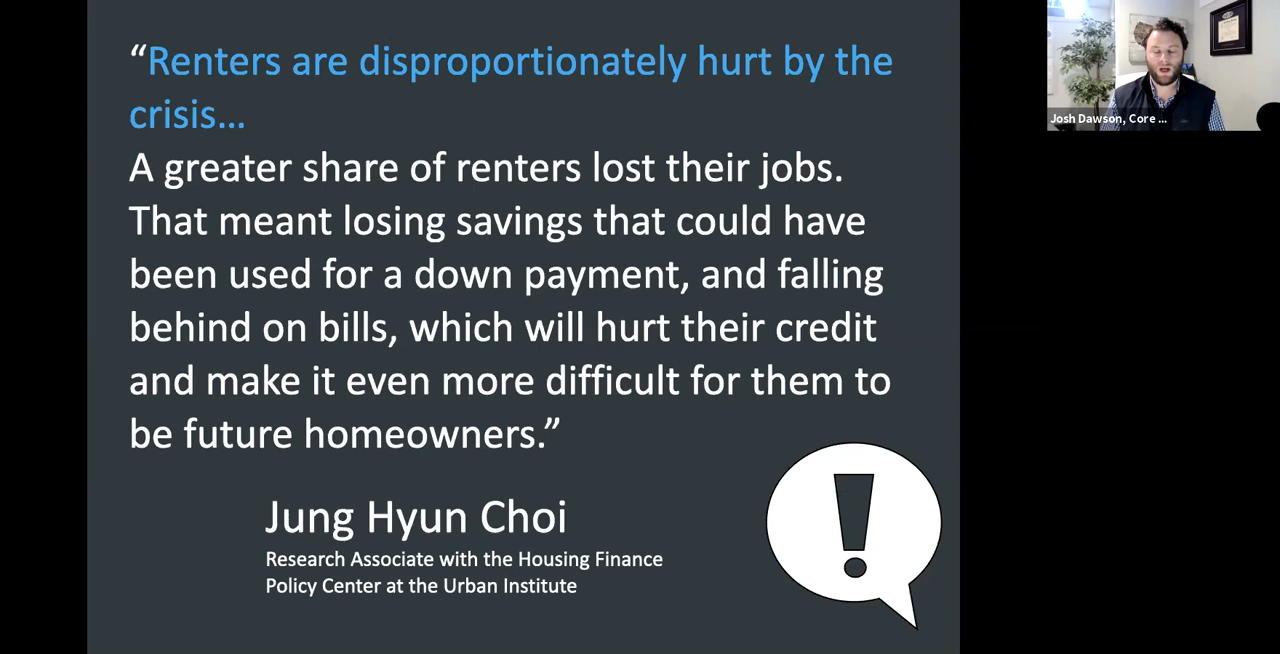 “Renters are disproportionately hurt by the
crisis…
A greater share of renters lost their jobs.
That meant losing savings that could have
been used for a down payment, and falling
behind on bills, which will hurt their credit
and make it even more difficult for them to
be future homeowners.”
Jung Hyun Choi
Research Associate with the Housing Finance
Policy Center at the Urban Institute
!
Josh Dawson, Core ...